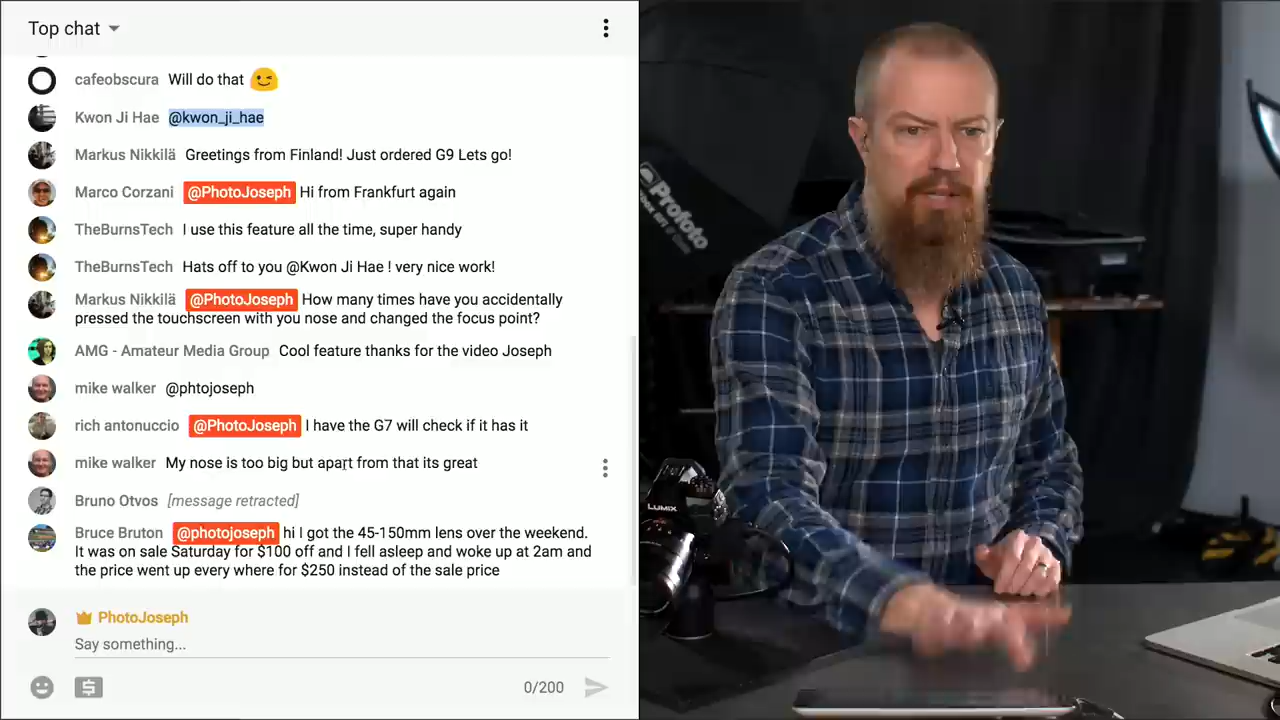 Top chat
cafeobscura Will do that
Kwon Ji Hae @kwon_ji_hae
Markus Nikkilä Greetings from Finland! Just ordered G9 Lets go!
Marco Corzani @PhotoJoseph Hi from Frankfurt again
TheBurnsTech I use this feature all the time, super handy
TheBurnsTech Hats off to you @Kwon Ji Hae ! very nice work!
Markus Nikkilä @PhotoJoseph How many times have you accidentally
pressed the touchscreen with you nose and changed the focus point?
AMG - Amateur Media Group Cool feature thanks for the video Joseph
mike walker @phtojoseph
rich antonuccio @PhotoJoseph I have the G7 will check if it has it
mike walker My nose is too big but apart from that its great
Bruno Otvos [message retracted]
Bruce Bruton @photojoseph hi I got the 45-150mm lens over the weekend.
It was on sale Saturday for $100 off and I fell asleep and woke up at 2am and
the price went up every where for $250 instead of the sale price
PhotoJoseph
Say something...
0/200
Profoto
LUMIX